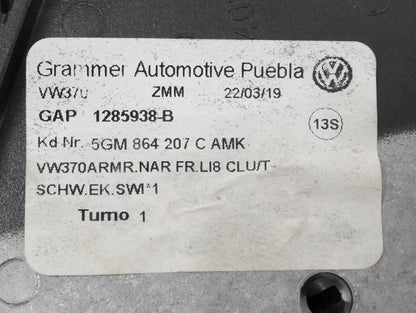 Grammer Automotive Puebla
VW370 ZMM 22/03/19
GAP 1285938-B
13S
Kd Nr. 5GM 864 207 C AMK
VW370ARMR.NAR FR.LI8 CLU/T
SCHW.EK.SWI*1
Turno 1